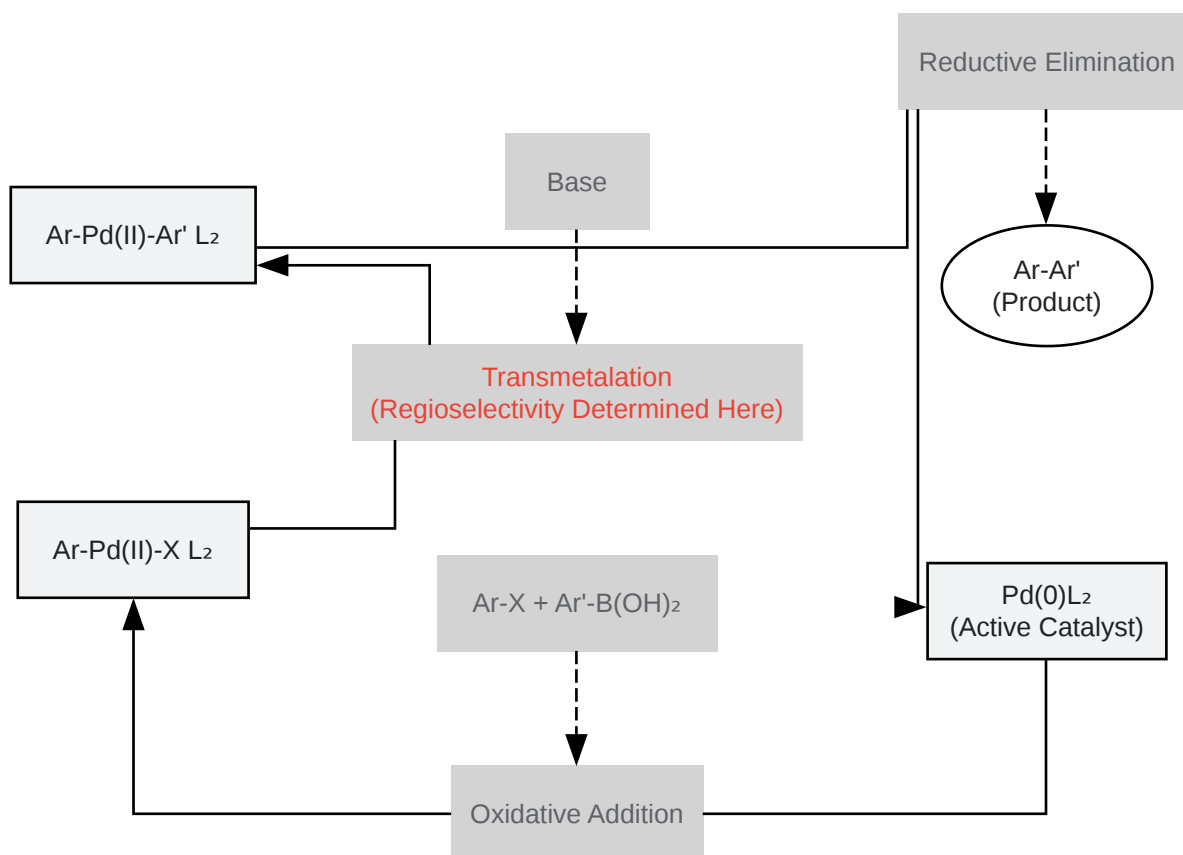 Reductive Elimination
Base
Ar-Pd(II)-Ar' L₂
Ar-Ar'
(Product)
Transmetalation
(Regioselectivity Determined Here)
Ar-Pd(II)-X L₂
Ar-X + Ar'-B(OH)₂
Pd(0)L₂
(Active Catalyst)
Oxidative Addition